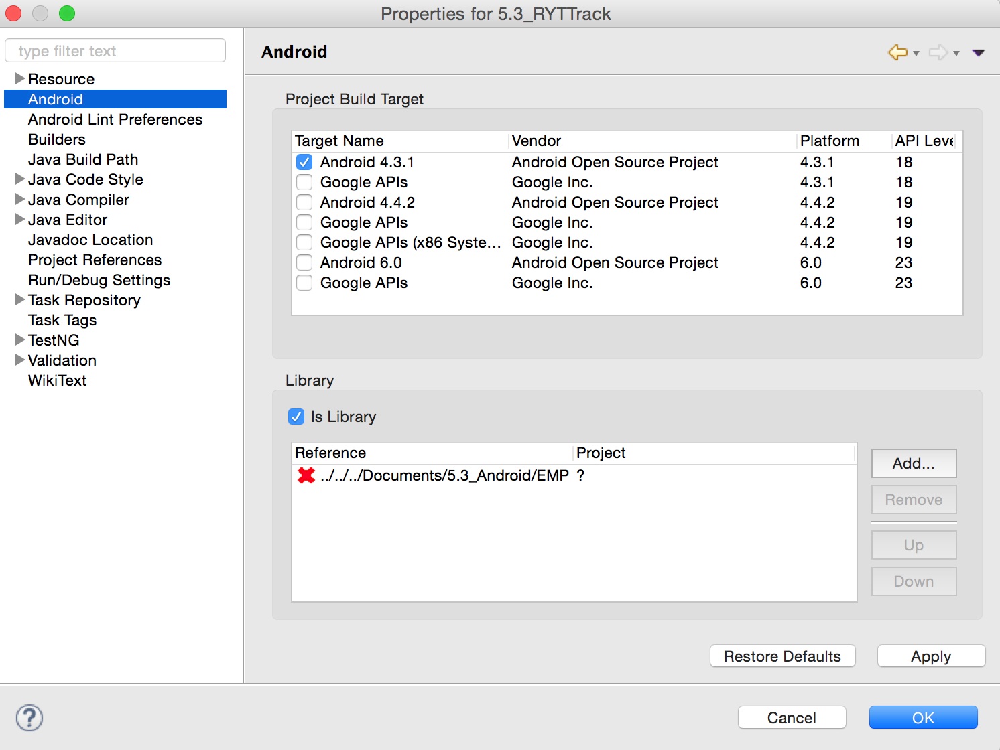 Properties for 5.3_RYTTrack
type filter text
Resource
Android
Android Lint Preferences
Builders
Java Build Path
Java Code Style
Java Compiler
Java Editor
Javadoc Location
Project References
Run/Debug Settings
Task Repository
Task Tags
TestNG
Validation
WikiText
Android
Project Build Target
Target Name Vendor Platform API Leve
Android 4.3.1 Android Open Source Project 4.3.1 18
Google APIs Google Inc. 4.3.1 18
Android 4.4.2 Android Open Source Project 4.4.2 19
Google APIs Google Inc. 4.4.2 19
Google APIs (x86 Syste... Google Inc. 4.4.2 19
Android 6.0 Android Open Source Project 6.0 23
Google APIs Google Inc. 6.0 23
Library
Is Library
Reference Project
../../../Documents/5.3_Android/EMP ?
Add...
Remove
Up
Down
Restore Defaults Apply
? Cancel OK